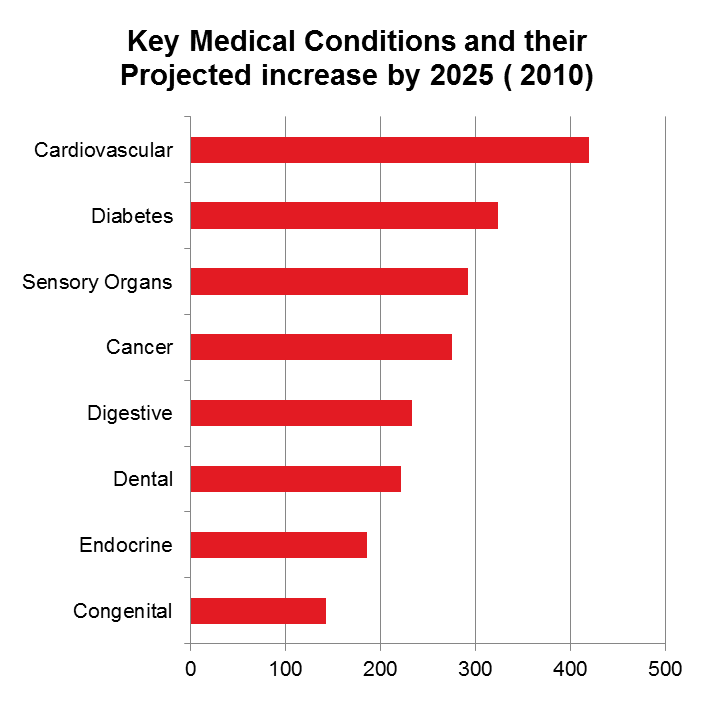 Key Medical Conditions and their
Projected increase by 2025 ( 2010)
Cardiovascular
Diabetes
Sensory Organs
Cancer
Digestive
Dental
Endocrine
Congenital
0 100 200 300 400 500